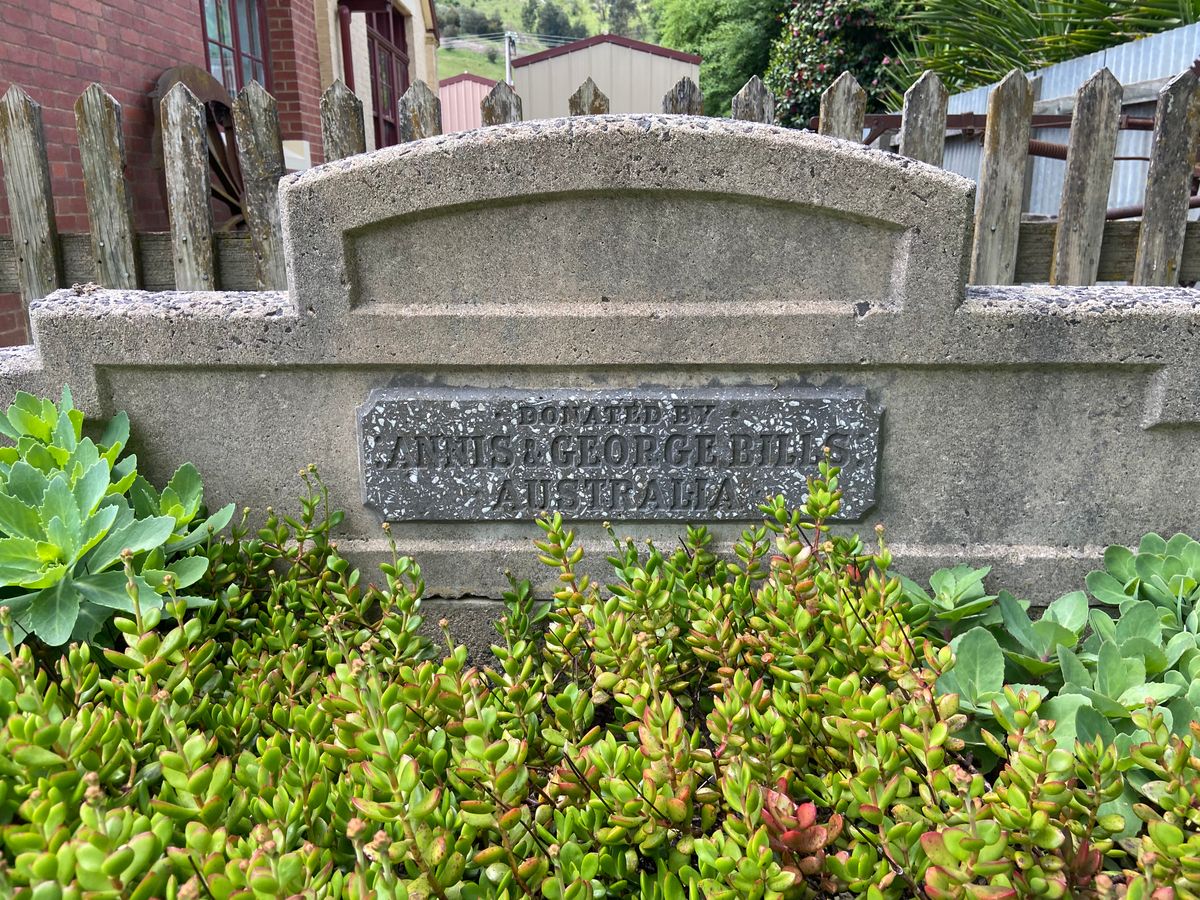 · DONATED BY ·
ANNIS & GEORGE BILLS
· AUSTRALIA ·